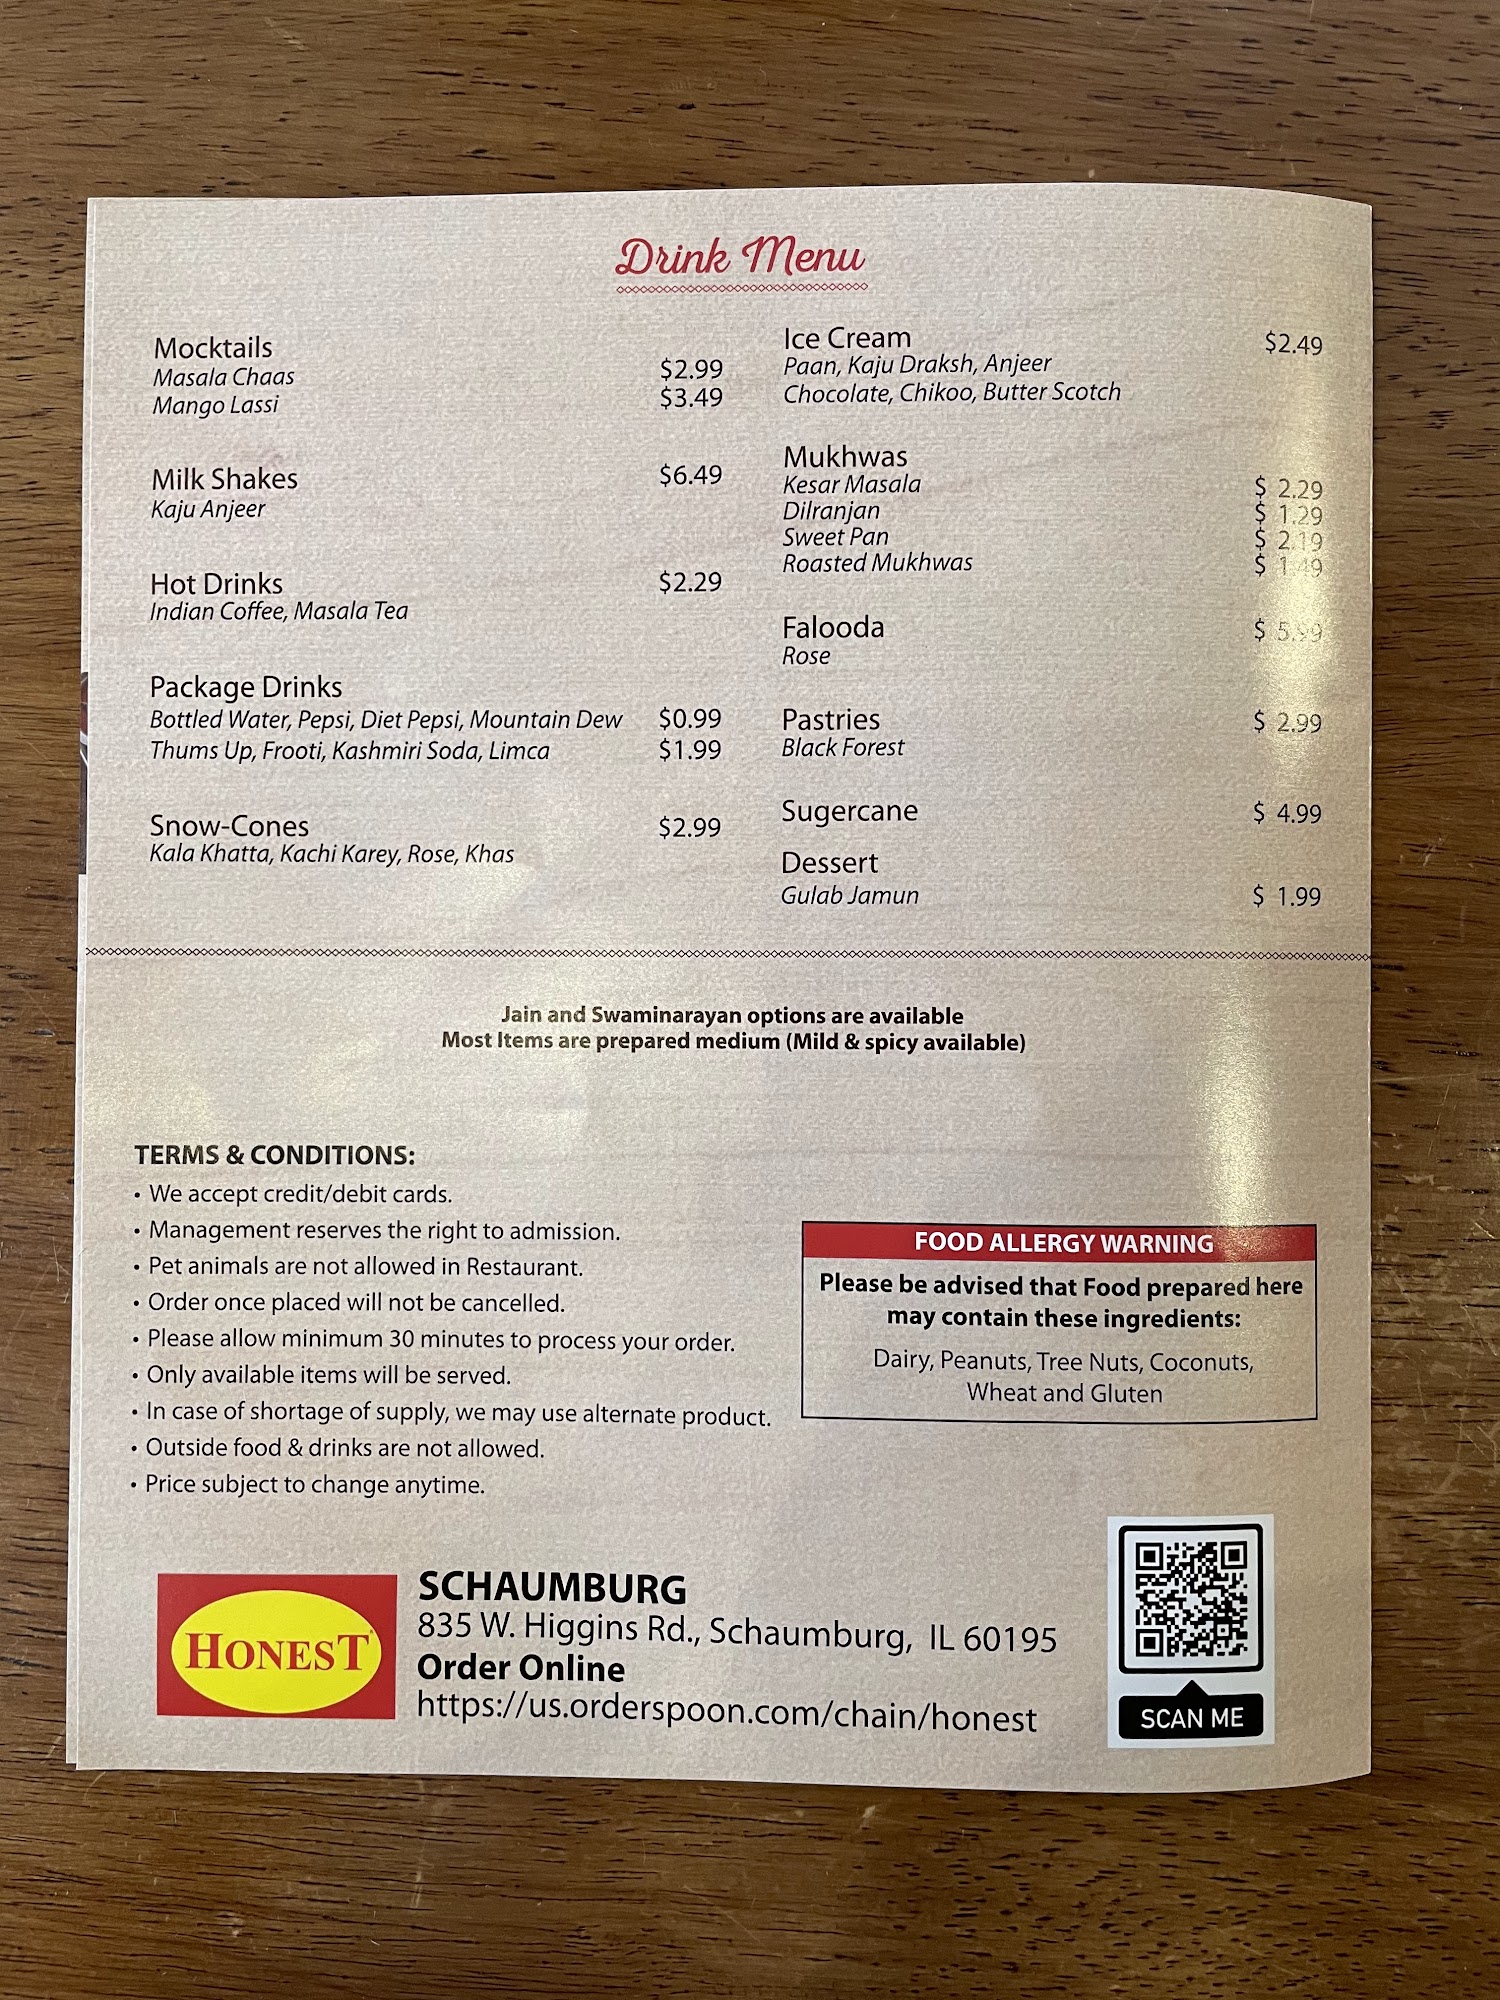 Drink Menu
Mocktails
Masala Chaas $2.99
Mango Lassi $3.49
Milk Shakes $6.49
Kaju Anjeer
Hot Drinks $2.29
Indian Coffee, Masala Tea
Package Drinks
Bottled Water, Pepsi, Diet Pepsi, Mountain Dew $0.99
Thums Up, Frooti, Kashmiri Soda, Limca $1.99
Snow-Cones $2.99
Kala Khatta, Kachi Karey, Rose, Khas
Ice Cream $2.49
Paan, Kaju Draksh, Anjeer
Chocolate, Chikoo, Butter Scotch
Mukhwas
Kesar Masala $ 2.29
Dilranjan $ 1.29
Sweet Pan $ 2.19
Roasted Mukhwas $ 1.49
Falooda $ 5.99
Rose
Pastries $ 2.99
Black Forest
Sugercane $ 4.99
Dessert
Gulab Jamun $ 1.99
Jain and Swaminarayan options are available
Most Items are prepared medium (Mild & spicy available)
TERMS & CONDITIONS:
• We accept credit/debit cards.
• Management reserves the right to admission.
• Pet animals are not allowed in Restaurant.
• Order once placed will not be cancelled.
• Please allow minimum 30 minutes to process your order.
• Only available items will be served.
• In case of shortage of supply, we may use alternate product.
• Outside food & drinks are not allowed.
• Price subject to change anytime.
FOOD ALLERGY WARNING
Please be advised that Food prepared here
may contain these ingredients:
Dairy, Peanuts, Tree Nuts, Coconuts,
Wheat and Gluten
HONEST
SCHAUMBURG
835 W. Higgins Rd., Schaumburg, IL 60195
Order Online
https://us.orderspoon.com/chain/honest
SCAN ME